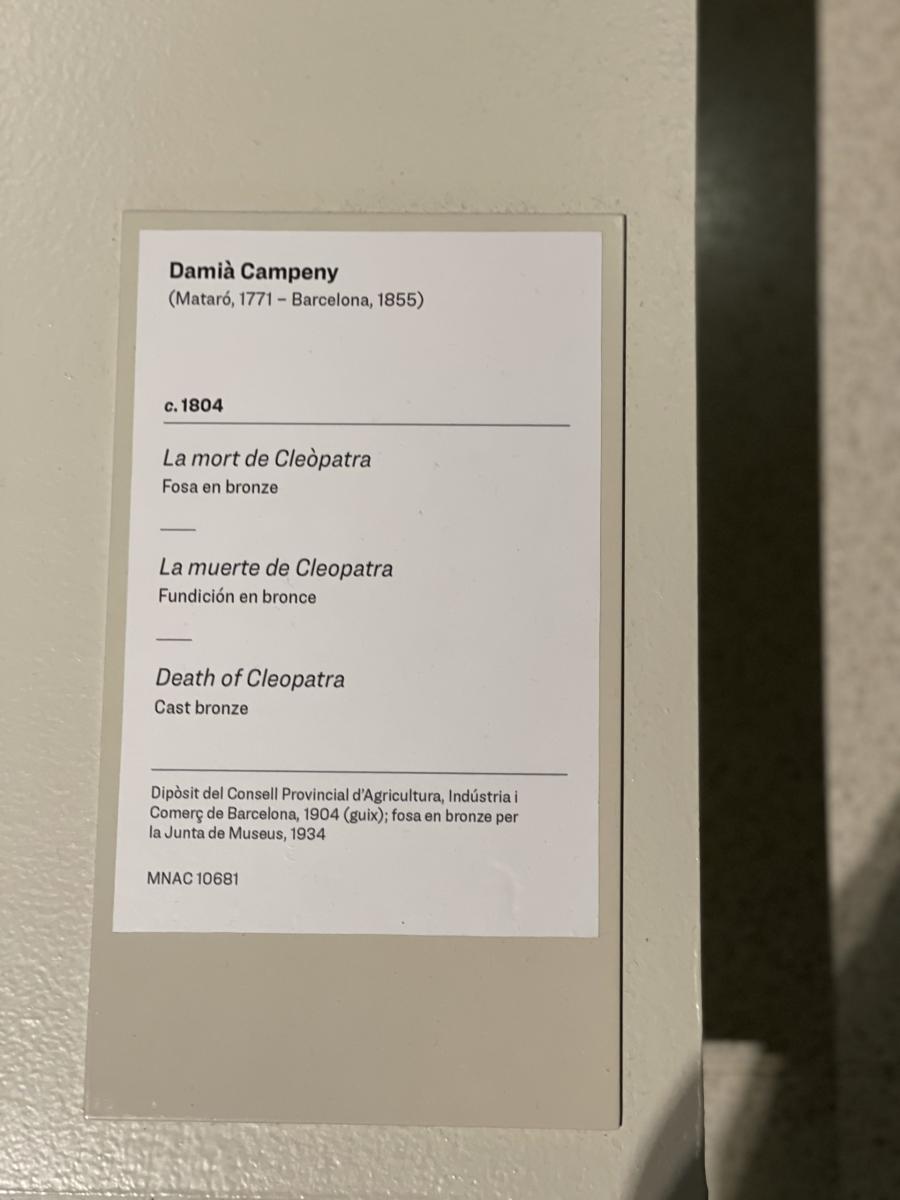 Damià Campeny
(Mataró, 1771 – Barcelona, 1855)
c. 1804
La mort de Cleòpatra
Fosa en bronze
La muerte de Cleopatra
Fundición en bronce
Death of Cleopatra
Cast bronze
Dipòsit del Consell Provincial d'Agricultura, Indústria i
Comerç de Barcelona, 1904 (guix); fosa en bronze per
la Junta de Museus, 1934
MNAC 10681